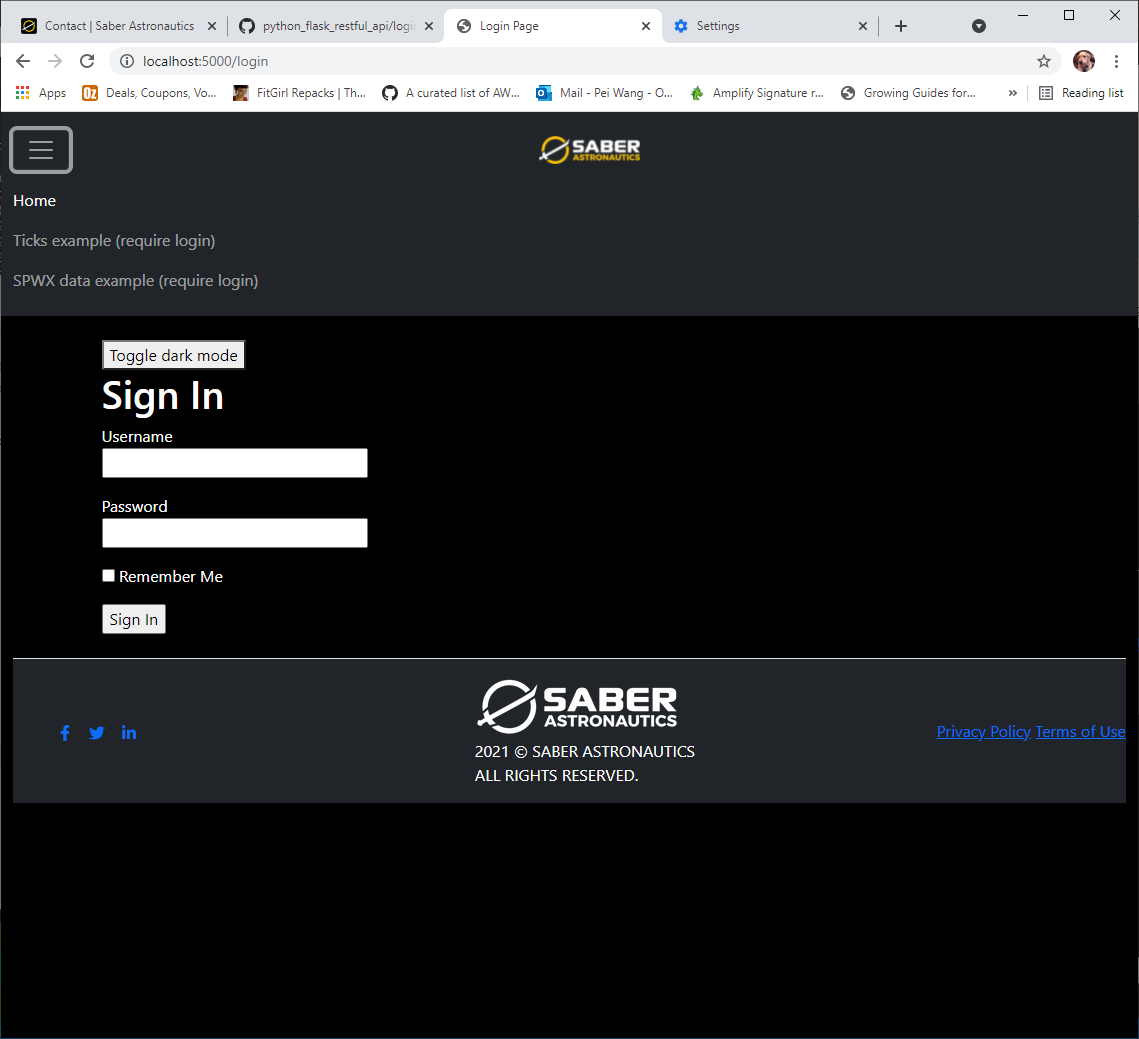 Contact | Saber Astronautics
python_flask_restful_api/logi
Login Page
Settings
localhost:5000/login
Apps
Deals, Coupons, Vo...
FitGirl Repacks | Th...
A curated list of AW...
Mail - Pei Wang - O...
Amplify Signature r...
Growing Guides for...
»
Reading list
SABER
ASTRONAUTICS
Home
Ticks example (require login)
SPWX data example (require login)
Toggle dark mode
Sign In
Username
Password
Remember Me
Sign In
SABER
ASTRONAUTICS
2021 © SABER ASTRONAUTICS
ALL RIGHTS RESERVED.
Privacy Policy Terms of Use